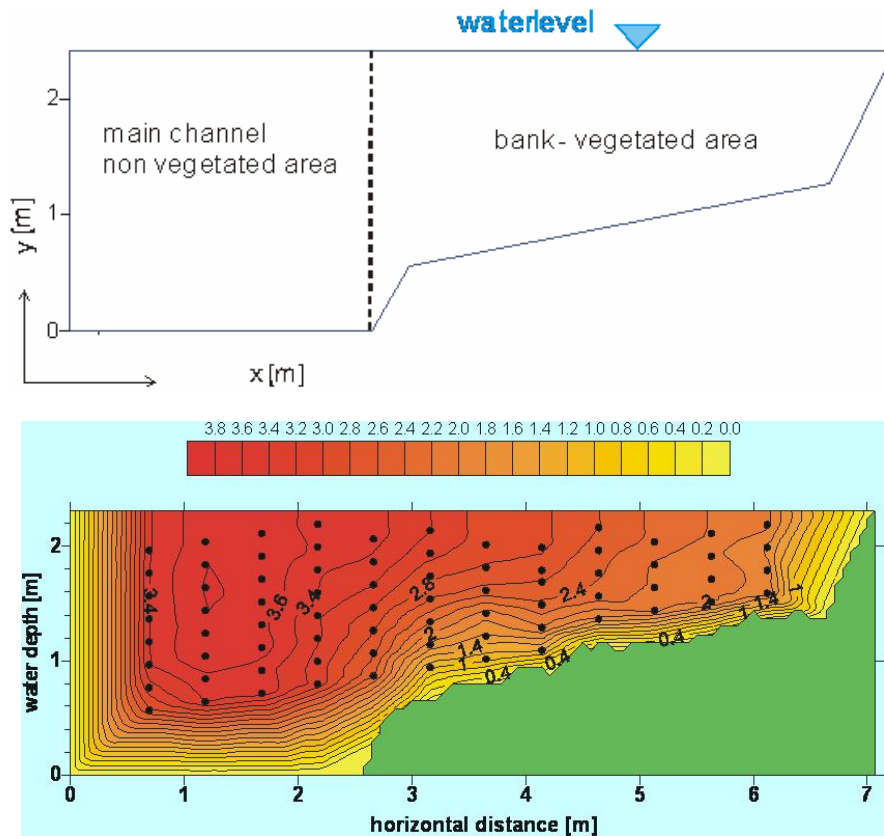 waterlevel
2
main channel
non vegetated area
bank- vegetated area
1
y [m]
0
x [m]
3.8 3.6 3.4 3.2 3.0 2.8 2.6 2.4 2.2 2.0 1.8 1.6 1.4 1.2 1.0 0.8 0.6 0.4 0.2 0.0
2
1
0
water depth [m]
3.4
3.6
3.4
2.8
2.4
2
2
1.4
1
1
1.4
1
0.4
0.4
0.4
0 1 2 3 4 5 6 7
horizontal distance [m]